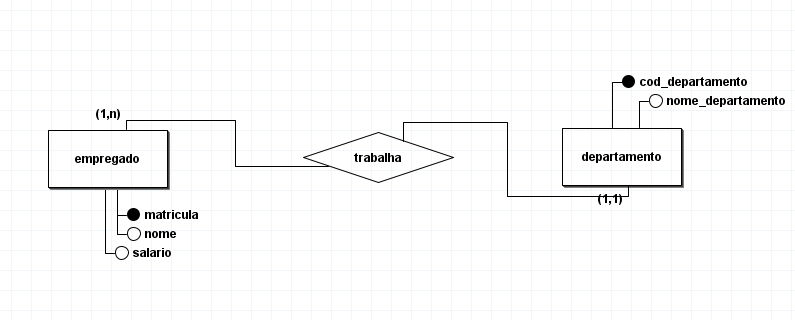 cod_departamento
nome_departamento
(1,n)
empregado
trabalha
departamento
(1,1)
matricula
nome
salario